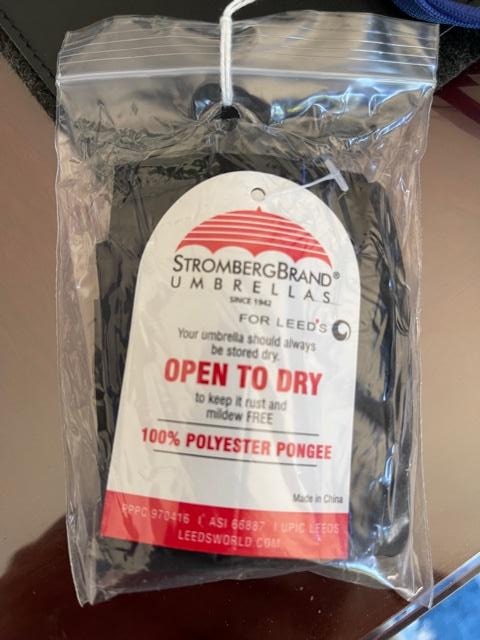 STROMBERGBRAND®
UMBRELLAS
SINCE 1942
FOR LEED'S
Your umbrella should always
be stored dry.
OPEN TO DRY
to keep it rust and
mildew FREE
100% POLYESTER PONGEE
Made in China
PPPC 970416 | ASI 66887 | UPIC LEEDS
LEEDSWORLD.COM